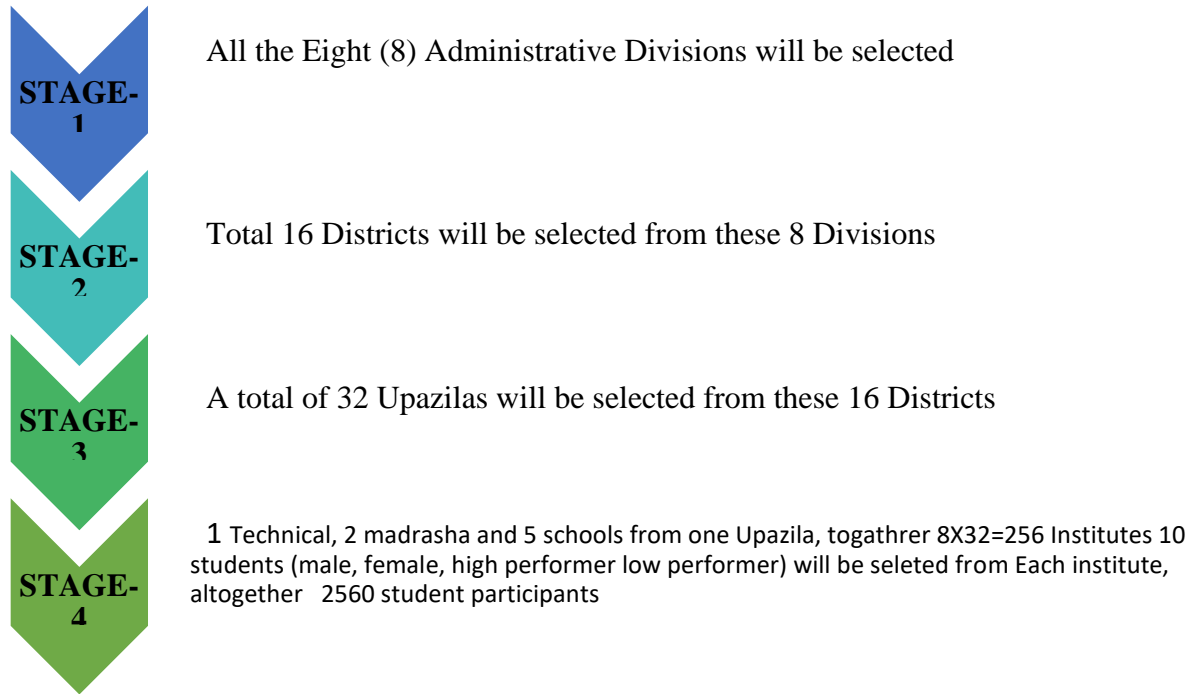 All the Eight (8) Administrative Divisions will be selected
STAGE-
1
Total 16 Districts will be selected from these 8 Divisions
STAGE-
2
A total of 32 Upazilas will be selected from these 16 Districts
STAGE-
3
1 Technical, 2 madrasha and 5 schools from one Upazila, togathrer 8X32=256 Institutes 10
students (male, female, high performer low performer) will be seleted from Each institute,
altogether 2560 student participants
STAGE-
4